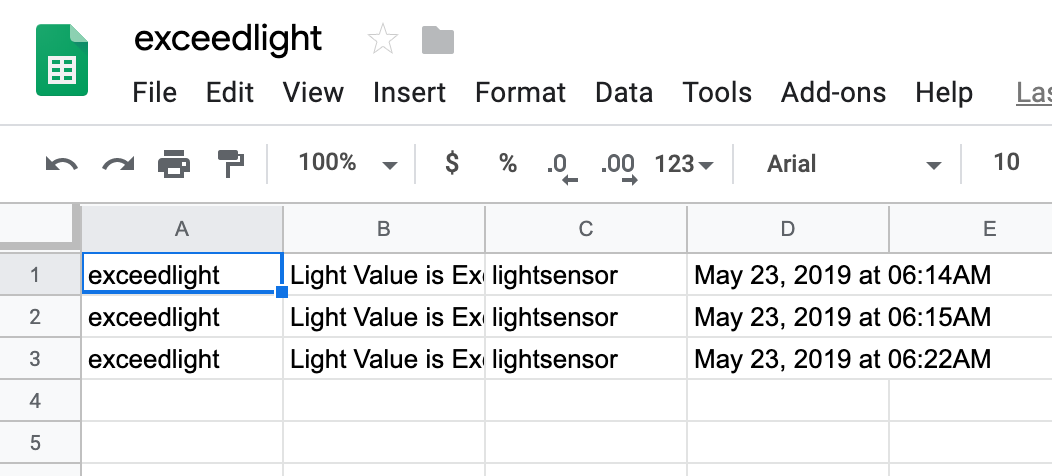 exceedlight
File Edit View Insert Format Data Tools Add-ons Help Las
100% $ % .0 .00 123 Arial 10
A B C D E
1 exceedlight Light Value is Ex lightsensor May 23, 2019 at 06:14AM
2 exceedlight Light Value is Ex lightsensor May 23, 2019 at 06:15AM
3 exceedlight Light Value is Ex lightsensor May 23, 2019 at 06:22AM
4
5